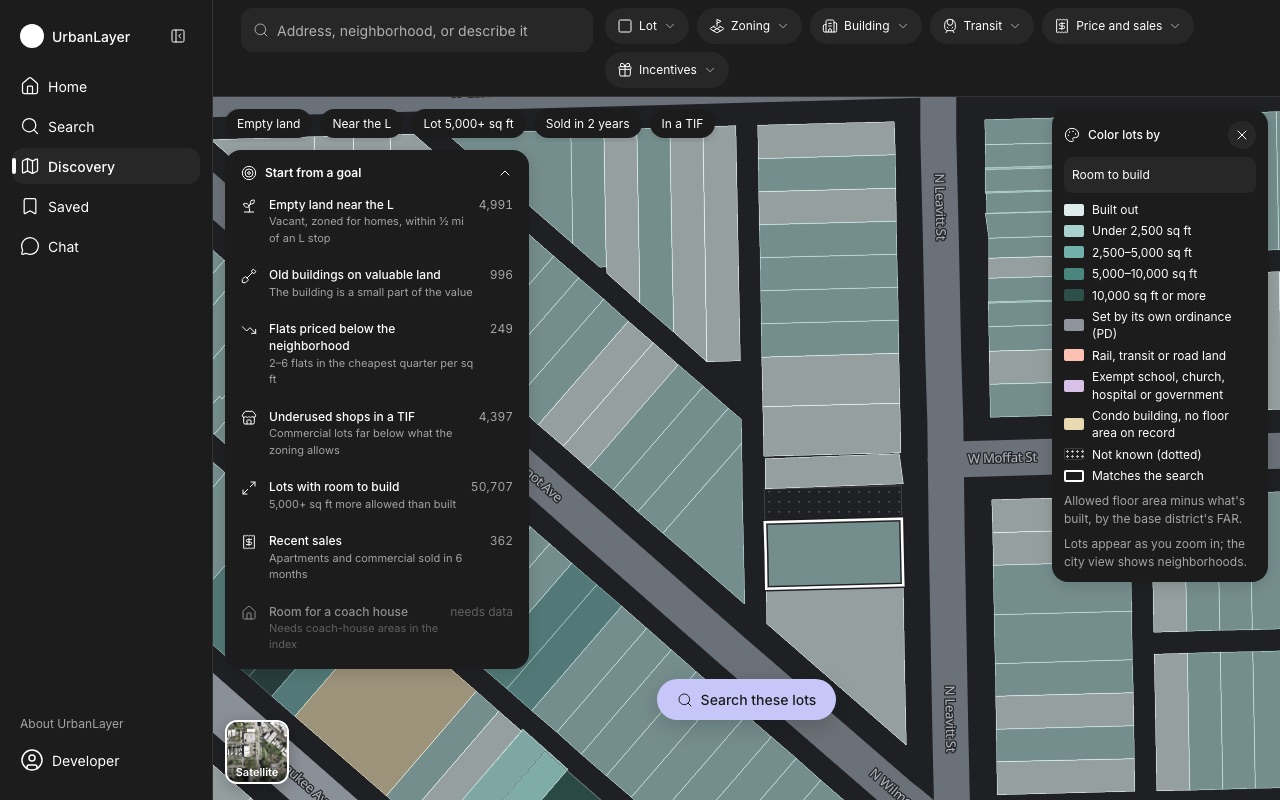 UrbanLayer
Home
Search
Discovery
Saved
Chat
About UrbanLayer
Developer
Address, neighborhood, or describe it
Lot
Zoning
Building
Transit
Price and sales
Incentives
Empty land
Near the L
Lot 5,000+ sq ft
Sold in 2 years
In a TIF
Start from a goal
Empty land near the L
4,991
Vacant, zoned for homes, within ½ mi
of an L stop
Old buildings on valuable land
996
The building is a small part of the value
Flats priced below the
neighborhood
249
2–6 flats in the cheapest quarter per sq
ft
Underused shops in a TIF
4,397
Commercial lots far below what the
zoning allows
Lots with room to build
50,707
5,000+ sq ft more allowed than built
Recent sales
362
Apartments and commercial sold in 6
months
Room for a coach house
needs data
Needs coach-house areas in the
index
Satellite
Search these lots
N Leavitt St
W Moffat St
N Leavitt St
Color lots by
Room to build
Built out
Under 2,500 sq ft
2,500–5,000 sq ft
5,000–10,000 sq ft
10,000 sq ft or more
Set by its own ordinance
(PD)
Rail, transit or road land
Exempt school, church,
hospital or government
Condo building, no floor
area on record
Not known (dotted)
Matches the search
Allowed floor area minus what's
built, by the base district's FAR.
Lots appear as you zoom in; the
city view shows neighborhoods.